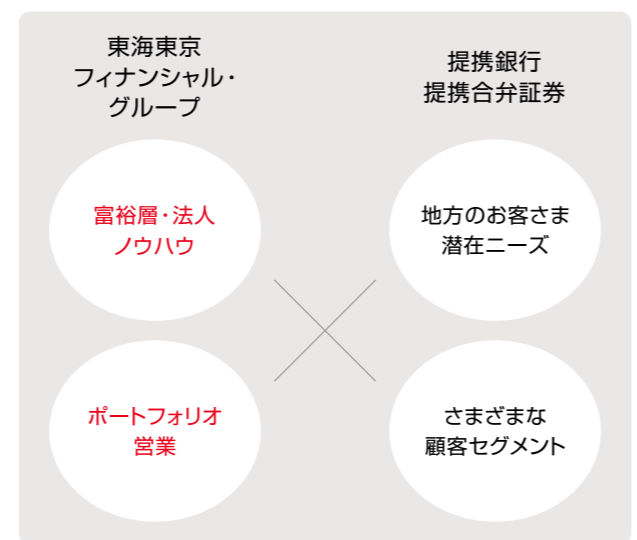 東海東京
フィナンシャル・
グループ
富裕層・法人
ノウハウ
ポートフォリオ
営業
提携銀行
提携合弁証券
地方のお客さま
潜在ニーズ
さまざまな
顧客セグメント